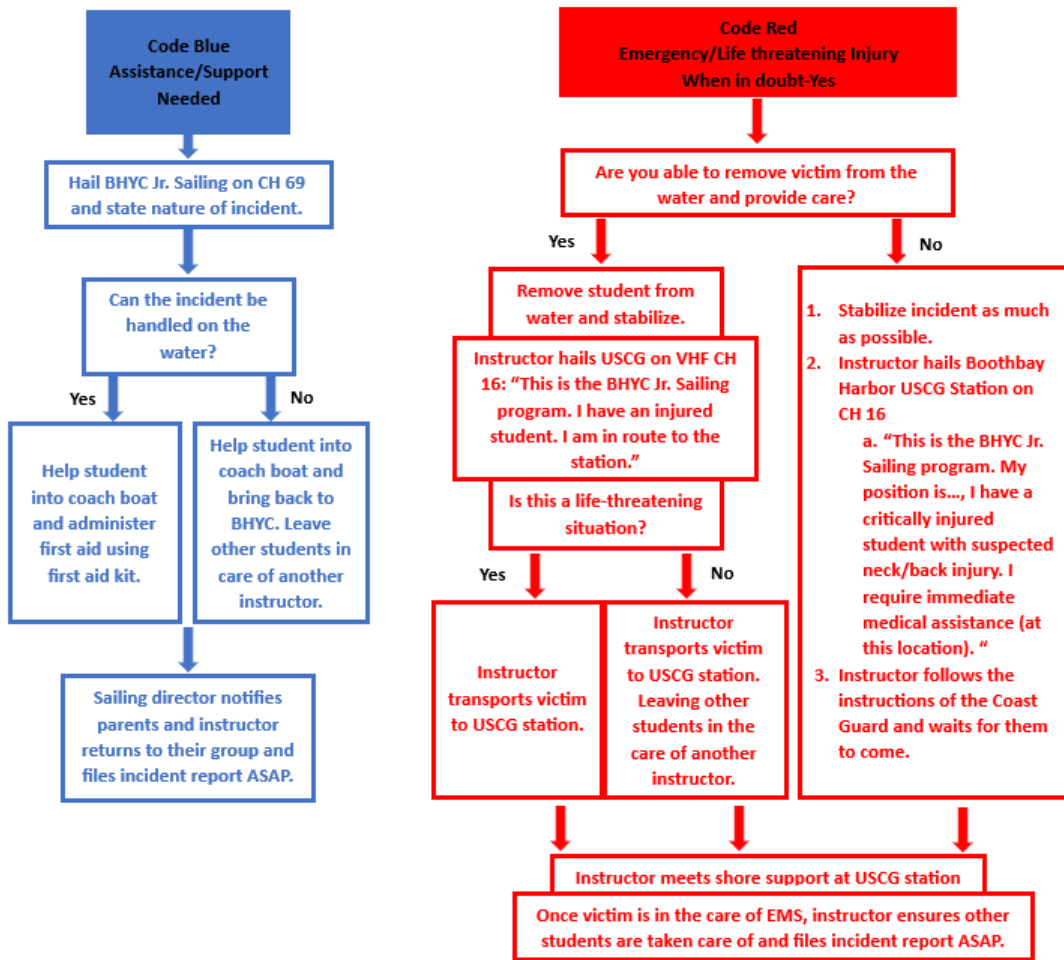 Code Blue
Assistance/Support
Needed
Hail BHYC Jr. Sailing on CH 69
and state nature of incident.
Can the incident be
handled on the
water?
Yes
No
Help student
into coach boat
and administer
first aid using
first aid kit.
Help student into
coach boat and
bring back to
BHYC. Leave
other students in
care of another
instructor.
Sailing director notifies
parents and instructor
returns to their group and
files incident report ASAP.
Code Red
Emergency/Life threatening Injury
When in doubt-Yes
Are you able to remove victim from the
water and provide care?
Yes
No
Remove student from
water and stabilize.
Instructor hails USCG on VHF CH
16: “This is the BHYC Jr. Sailing
program. I have an injured
student. I am in route to the
station.”
Is this a life-threatening
situation?
Yes
No
Instructor
transports victim
to USCG station.
Instructor
transports victim
to USCG station.
Leaving other
students in the
care of another
instructor.
1. Stabilize incident as much
as possible.
2. Instructor hails Boothbay
Harbor USCG Station on
CH 16
a. “This is the BHYC Jr.
Sailing program. My
position is…, I have a
critically injured
student with suspected
neck/back injury. I
require immediate
medical assistance (at
this location). “
3. Instructor follows the
instructions of the Coast
Guard and waits for them
to come.
Instructor meets shore support at USCG station
Once victim is in the care of EMS, instructor ensures other
students are taken care of and files incident report ASAP.